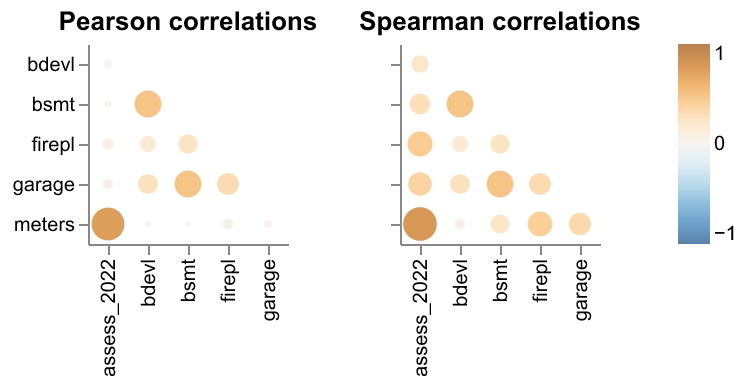 Pearson correlations
Spearman correlations
bdevl
bsmt
firepl
garage
meters
assess_2022
bdevl
bsmt
firepl
garage
assess_2022
bdevl
bsmt
firepl
garage
1
0
−1